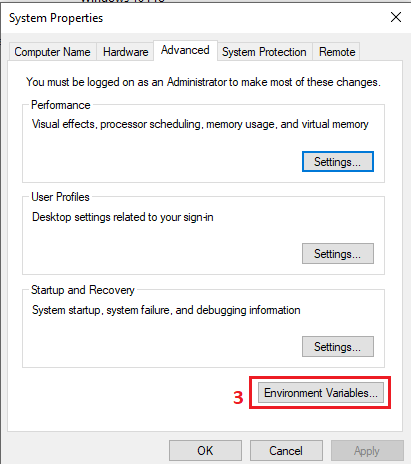 System Properties
Computer Name Hardware Advanced System Protection Remote
You must be logged on as an Administrator to make most of these changes.
Performance
Visual effects, processor scheduling, memory usage, and virtual memory
Settings...
User Profiles
Desktop settings related to your sign-in
Settings...
Startup and Recovery
System startup, system failure, and debugging information
Settings...
3 Environment Variables...
OK Cancel Apply